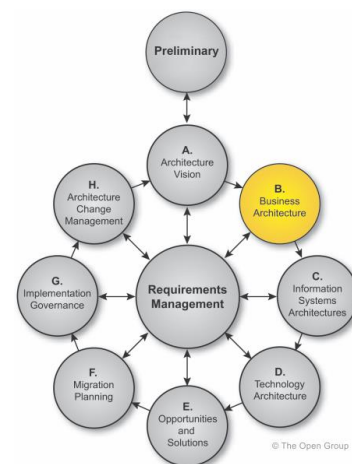 Preliminary
A.
Architecture
Vision
B.
Business
Architecture
C.
Information
Systems
Architectures
D.
Technology
Architecture
E.
Opportunities
and
Solutions
F.
Migration
Planning
G.
Implementation
Governance
H.
Architecture
Change
Management
Requirements
Management
© The Open Group